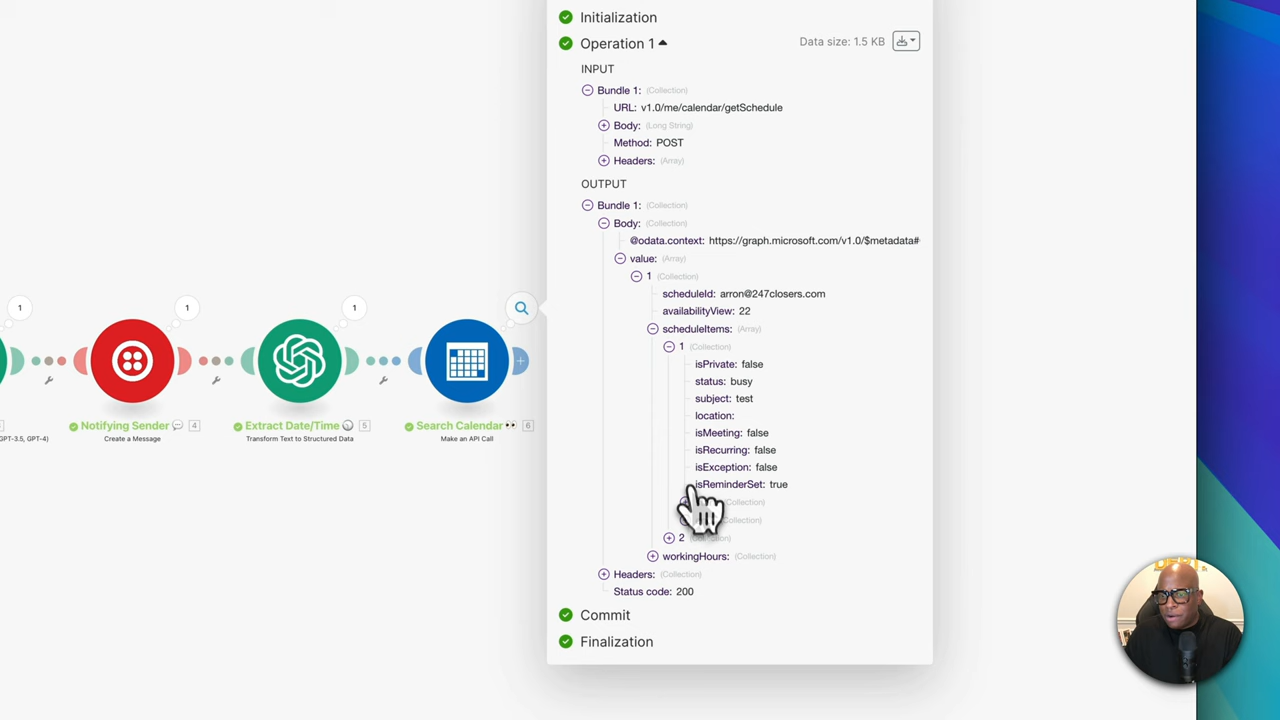 Initialization
Operation 1 Data size: 1.5 KB
INPUT
Bundle 1: (Collection)
URL: v1.0/me/calendar/getSchedule
Body: (Long String)
Method: POST
Headers: (Array)
OUTPUT
Bundle 1: (Collection)
Body: (Collection)
@odata.context: https://graph.microsoft.com/v1.0/$metadata#
value: (Array)
1 (Collection)
scheduleId: arron@247closers.com
availabilityView: 22
scheduleItems: (Array)
1 (Collection)
isPrivate: false
status: busy
subject: test
location:
isMeeting: false
isRecurring: false
isException: false
isReminderSet: true
(Collection)
(Collection)
2 (Collection)
workingHours: (Collection)
Headers: (Collection)
Status code: 200
Commit
Finalization
1
1
1
Notifying Sender 💬 4
Create a Message
Extract Date/Time 🕓 5
Transform Text to Structured Data
Search Calendar 👀 6
Make an API Call
GPT-3.5, GPT-4)